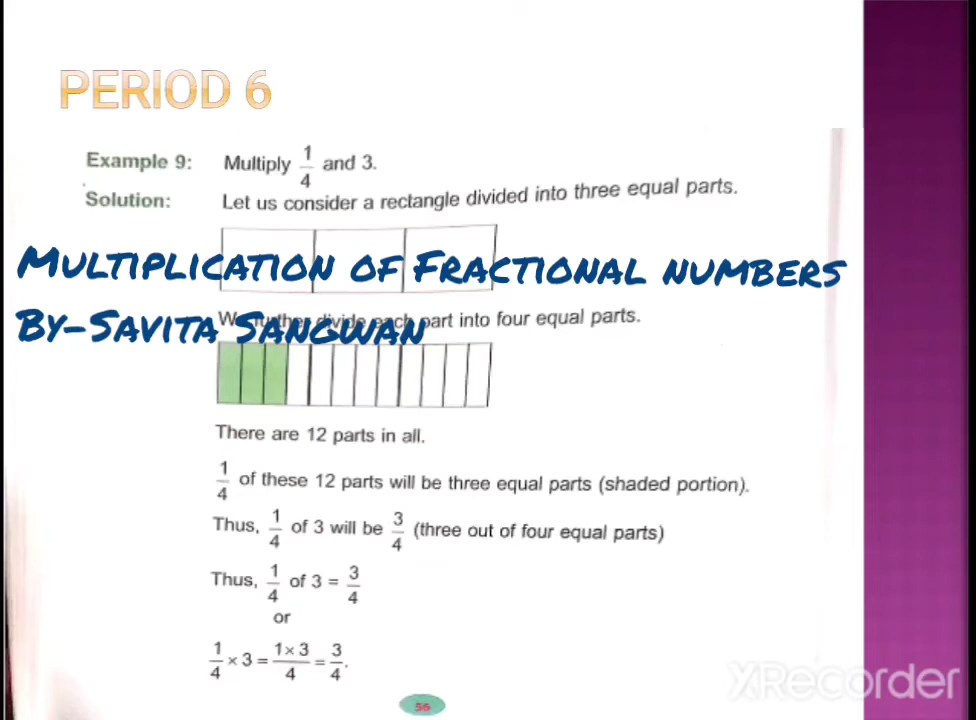 PERIOD 6
Example 9: Multiply 1/4 and 3.
Solution: Let us consider a rectangle divided into three equal parts.
Multiplication of Fractional numbers
We further divide each part into four equal parts.
By-Savita Sangwan
There are 12 parts in all.
1/4 of these 12 parts will be three equal parts (shaded portion).
Thus, 1/4 of 3 will be 3/4 (three out of four equal parts)
Thus, 1/4 of 3 = 3/4
or
1/4 × 3 = 1× 3/4 = 3/4.
56
XRecorder